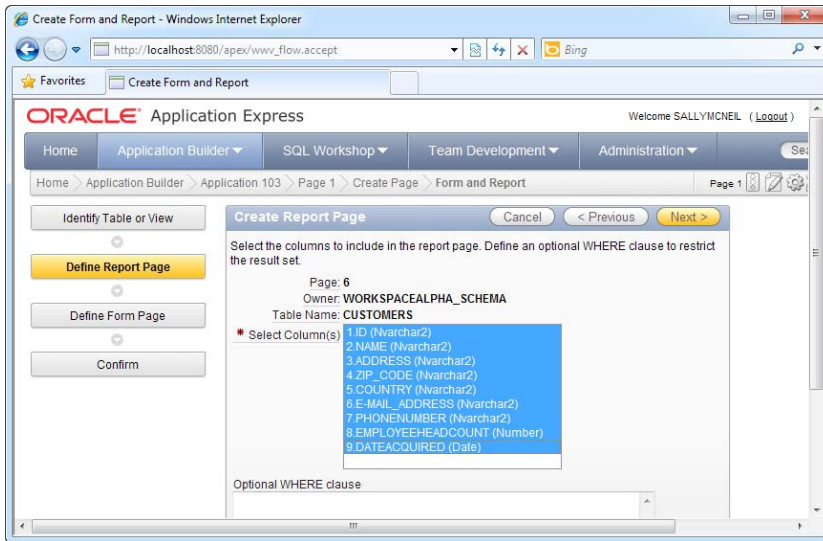 Create Form and Report - Windows Internet Explorer
http://localhost:8080/apex/wwv_flow.accept
Bing
Favorites
Create Form and Report
ORACLE Application Express
Welcome SALLYMCNEIL ( Logout )
Home Application Builder SQL Workshop Team Development Administration Sea
Home > Application Builder > Application 103 > Page 1 > Create Page > Form and Report
Page 1
Identify Table or View
Define Report Page
Define Form Page
Confirm
Create Report Page
Cancel
< Previous
Next >
Select the columns to include in the report page. Define an optional WHERE clause to restrict
the result set.
Page: 6
Owner: WORKSPACEALPHA_SCHEMA
Table Name: CUSTOMERS
* Select Column(s)
1.ID (Nvarchar2)
2.NAME (Nvarchar2)
3.ADDRESS (Nvarchar2)
4.ZIP_CODE (Nvarchar2)
5.COUNTRY (Nvarchar2)
6.E-MAIL_ADDRESS (Nvarchar2)
7.PHONENUMBER (Nvarchar2)
8.EMPLOYEEHEADCOUNT (Number)
9.DATEACQUIRED (Date)
Optional WHERE clause